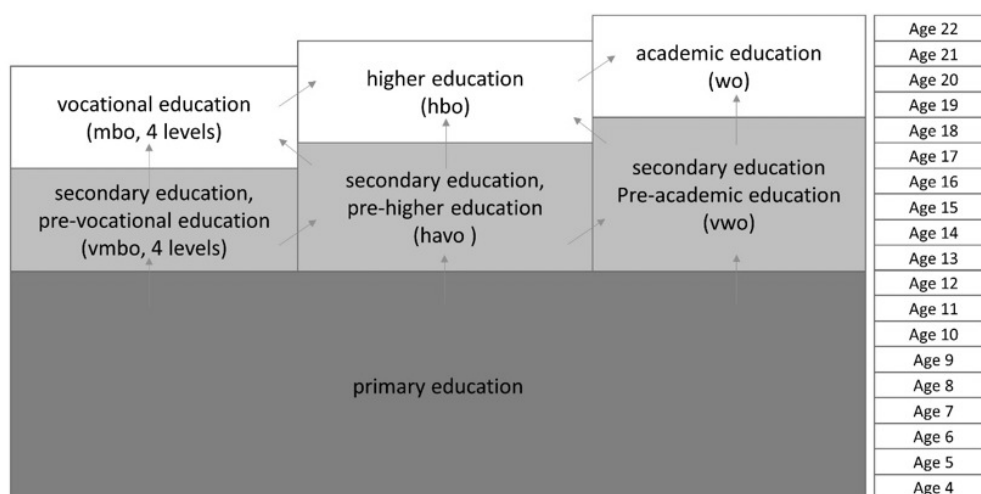 vocational education
(mbo, 4 levels)
higher education
(hbo)
academic education
(wo)
secondary education,
pre-vocational education
(vmbo, 4 levels)
secondary education,
pre-higher education
(havo )
secondary education
Pre-academic education
(vwo)
primary education
Age 22
Age 21
Age 20
Age 19
Age 18
Age 17
Age 16
Age 15
Age 14
Age 13
Age 12
Age 11
Age 10
Age 9
Age 8
Age 7
Age 6
Age 5
Age 4